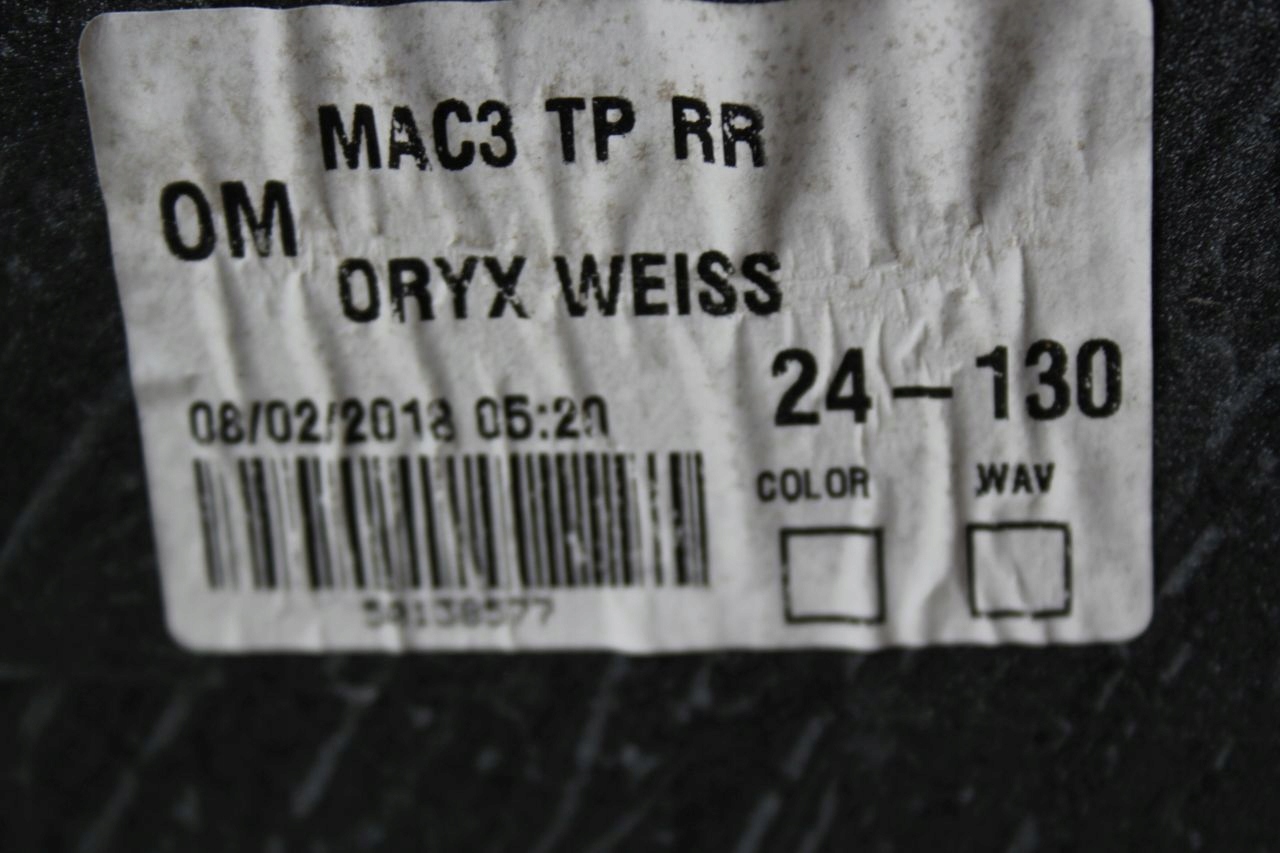 MAC3 TP RR
OM
ORYX WEISS
24-130
08/02/2018 05:20
COLOR WAV